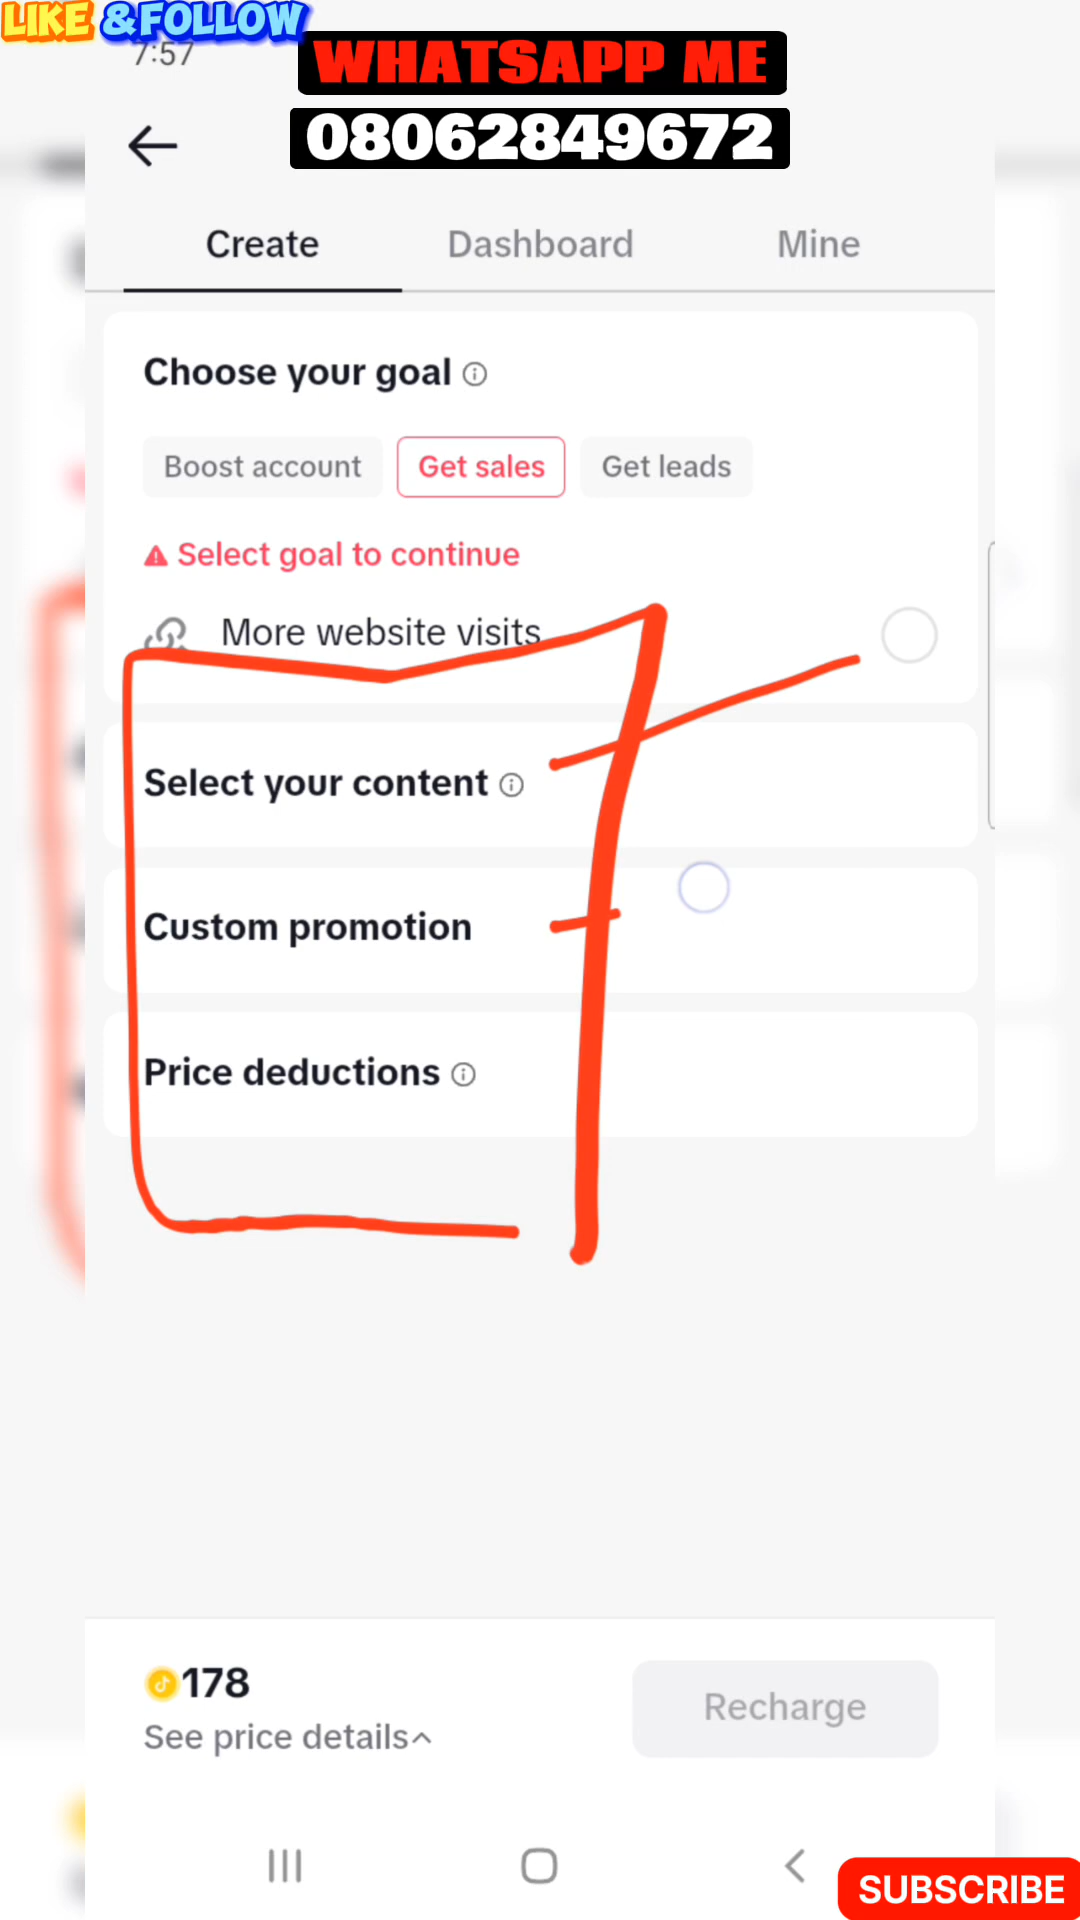 LIKE &FOLLOW
7:57
WHATSAPP ME
08062849672
Create Dashboard Mine
Choose your goal
Boost account Get sales Get leads
Select goal to continue
More website visits
Select your content
Custom promotion
Price deductions
178
See price details
Recharge
SUBSCRIBE